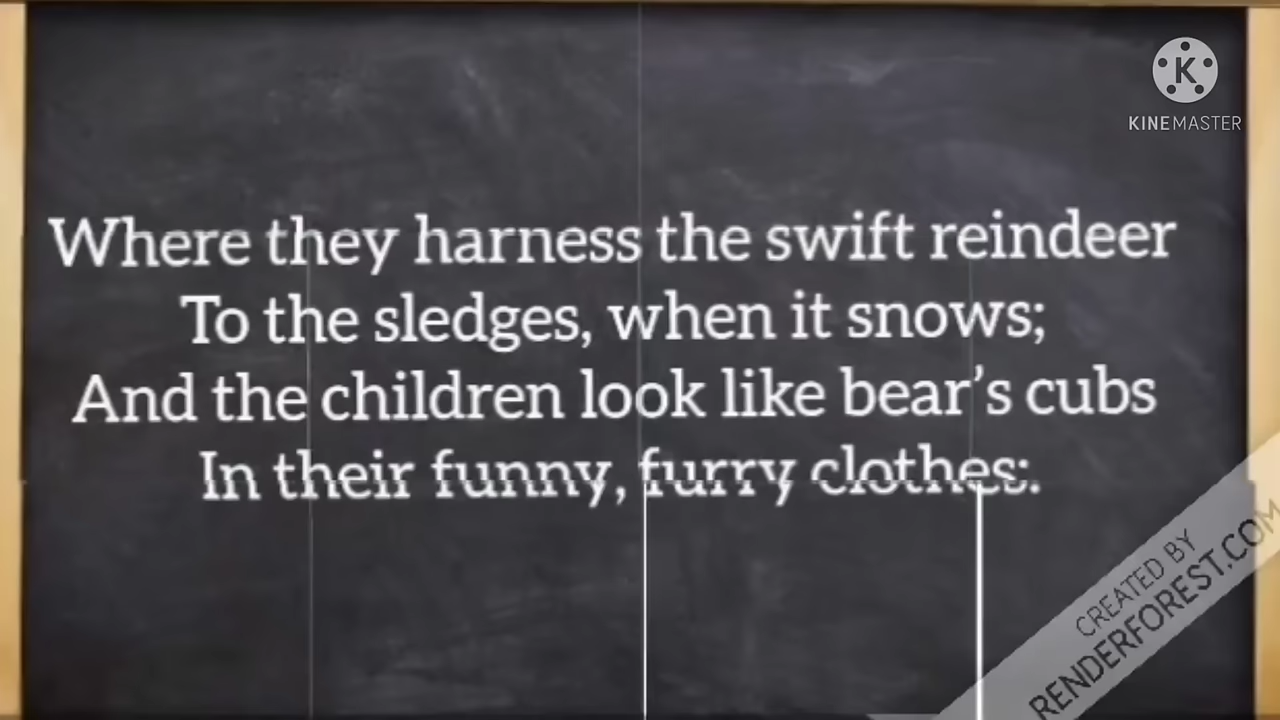 K
KINEMASTER
Where they harness the swift reindeer
To the sledges, when it snows;
And the children look like bear’s cubs
In their funny, furry clothes:
CREATED BY
RENDERFOREST.COM